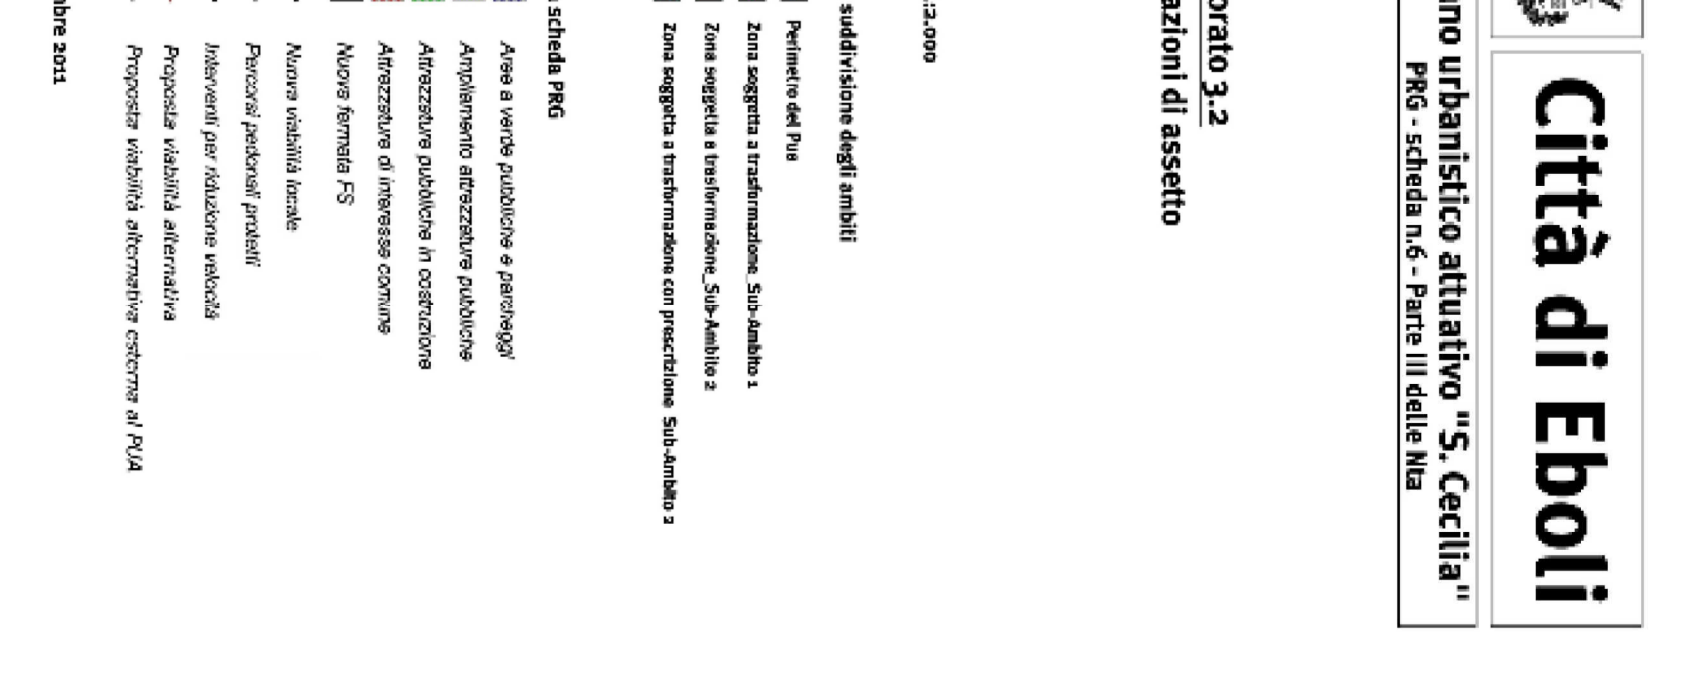 Città di Eboli
no urbanistico attuativo "S. Cecilia"
PRG - scheda n.6 - Parte III delle Nta
orato 3.2
azioni di assetto
:2.000
suddivisione degli ambiti
Perimetro del Pua
Zona soggetta a trasformazione_Sub-Ambito 1
Zona soggetta a trasformazione_Sub-Ambito 2
Zona soggetta a trasformazione con prescrizione Sub-Ambito 2
scheda PRG
Aree a verde pubbliche e parcheggi
Ampliamento attrezzature pubbliche
Attrezzature pubbliche in costruzione
Attrezzature di interesse comune
Nuova fermata FS
Nuova viabilità locale
Percorsi pedonali protetti
Interventi per riduzione velocità
Proposta viabilità alternativa
Proposta viabilità alternativa esterna al PUA
bre 2011